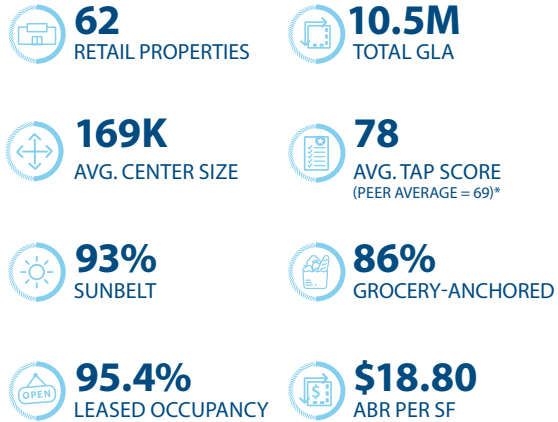 62
RETAIL PROPERTIES
10.5M
TOTAL GLA
169K
AVG. CENTER SIZE
78
AVG. TAP SCORE
(PEER AVERAGE = 69)*
93%
SUNBELT
86%
GROCERY-ANCHORED
OPEN
95.4%
LEASED OCCUPANCY
$
$18.80
ABR PER SF